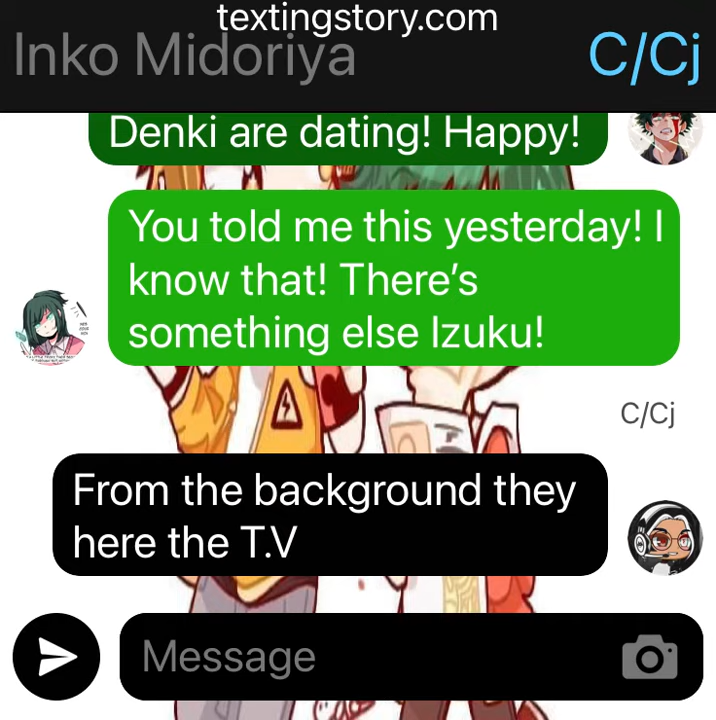 textingstory.com
Inko Midoriya
C/Cj
Denki are dating! Happy!
You told me this yesterday! I
know that! There's
something else Izuku!
C/Cj
From the background they
here the T.V
Message